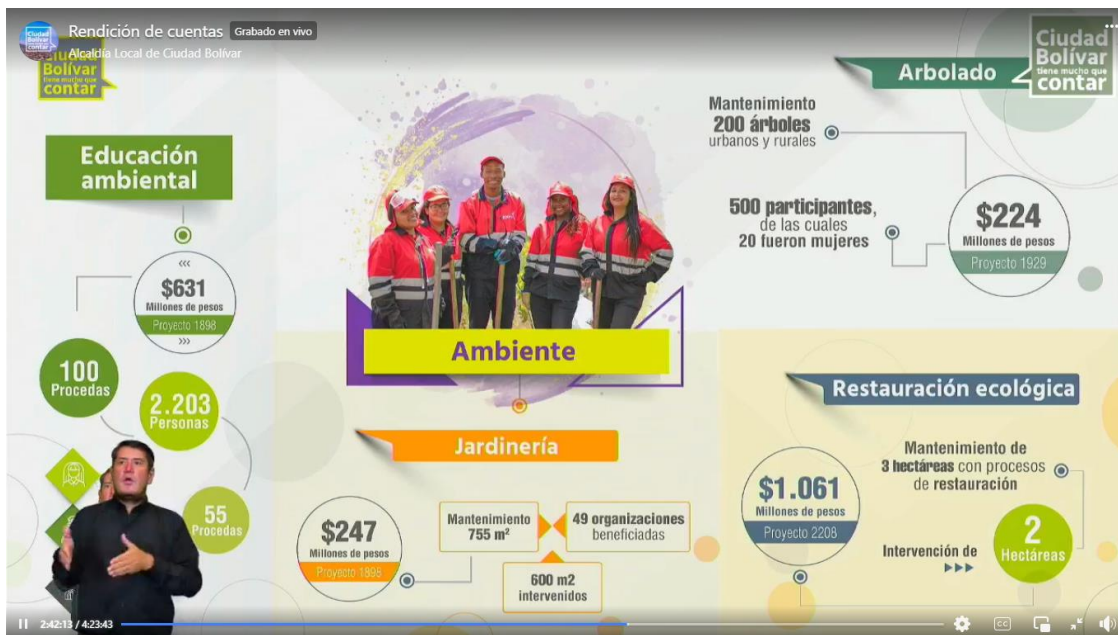 Rendición de cuentas Grabado en vivo
Alcaldía Local de Ciudad Bolívar
Ciudad
Bolívar
tiene mucho que
contar
Ciudad
Bolívar
tiene mucho que
contar
Educación
ambiental
$631
Millones de pesos
Proyecto 1898
100
Procedas
2.203
Personas
55
Procedas
Ambiente
Jardinería
$247
Millones de pesos
Proyecto 1898
Mantenimiento
755 m²
49 organizaciones
beneficiadas
600 m2
intervenidos
Arbolado
Mantenimiento
200 árboles
urbanos y rurales
500 participantes,
de las cuales
20 fueron mujeres
$224
Millones de pesos
Proyecto 1929
Restauración ecológica
$1.061
Millones de pesos
Proyecto 2208
Mantenimiento de
3 hectáreas con procesos
de restauración
Intervención de
2
Hectáreas
2:42:13 / 4:23:43
CC